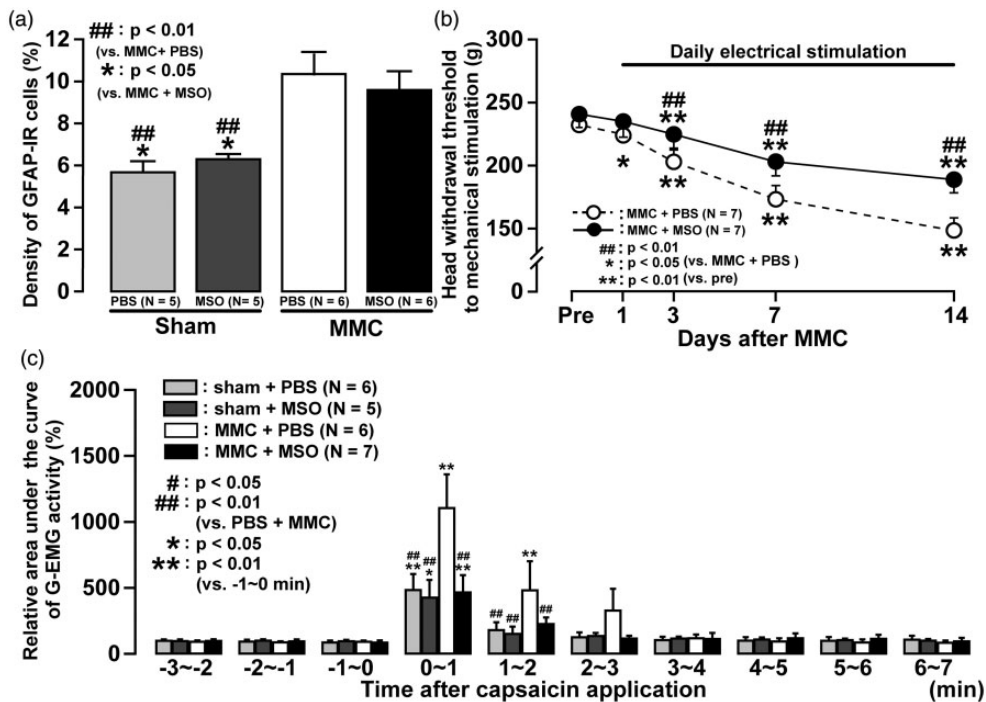 (a)
Density of GFAP-IR cells (%)
12
10
8
6
4
2
0
## : p < 0.01
(vs. MMC+ PBS)
* : p < 0.05
(vs. MMC + MSO)
##
*
##
*
PBS (N = 5)
MSO (N= 5)
PBS (N = 6)
MSO (N = 6)
Sham
MMC
(b)
Head withdrawal threshold
to mechanical stimulation (g)
300
250
200
150
0
Daily electrical stimulation
##
**
##
**
##
**
*
**
**
**
: MMC + PBS (N = 7)
: MMC + MSO (N = 7)
## : p < 0.01
* : p < 0.05 (vs. MMC + PBS )
** : p < 0.01 (vs. pre)
Pre
1
3
7
14
Days after MMC
(c)
Relative area under the curve
of G-EMG activity (%)
2000
1500
1000
500
0
: sham + PBS (N = 6)
: sham + MSO (N = 5)
: MMC + PBS (N = 6)
: MMC + MSO (N = 7)
# : p < 0.05
## : p < 0.01
(vs. PBS + MMC)
* : p < 0.05
** : p < 0.01
(vs. -1~0 min)
##
**
##
*
**
##
**
##
##
**
##
-3~-2
-2~-1
-1~0
0~1
1~2
2~3
3~4
4~5
5~6
6~7
Time after capsaicin application
(min)